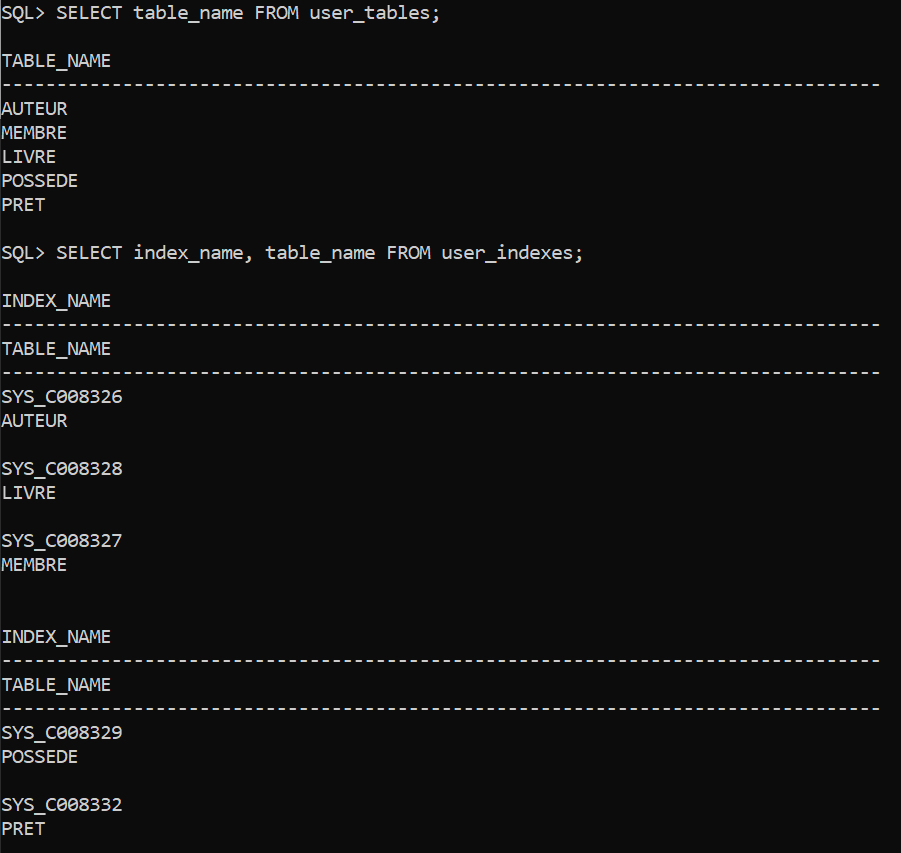 SQL> SELECT table_name FROM user_tables;
TABLE_NAME
--------------------------------------------------------------------------------
AUTEUR
MEMBRE
LIVRE
POSSEDE
PRET
SQL> SELECT index_name, table_name FROM user_indexes;
INDEX_NAME
--------------------------------------------------------------------------------
TABLE_NAME
--------------------------------------------------------------------------------
SYS_C008326
AUTEUR
SYS_C008328
LIVRE
SYS_C008327
MEMBRE
INDEX_NAME
--------------------------------------------------------------------------------
TABLE_NAME
--------------------------------------------------------------------------------
SYS_C008329
POSSEDE
SYS_C008332
PRET